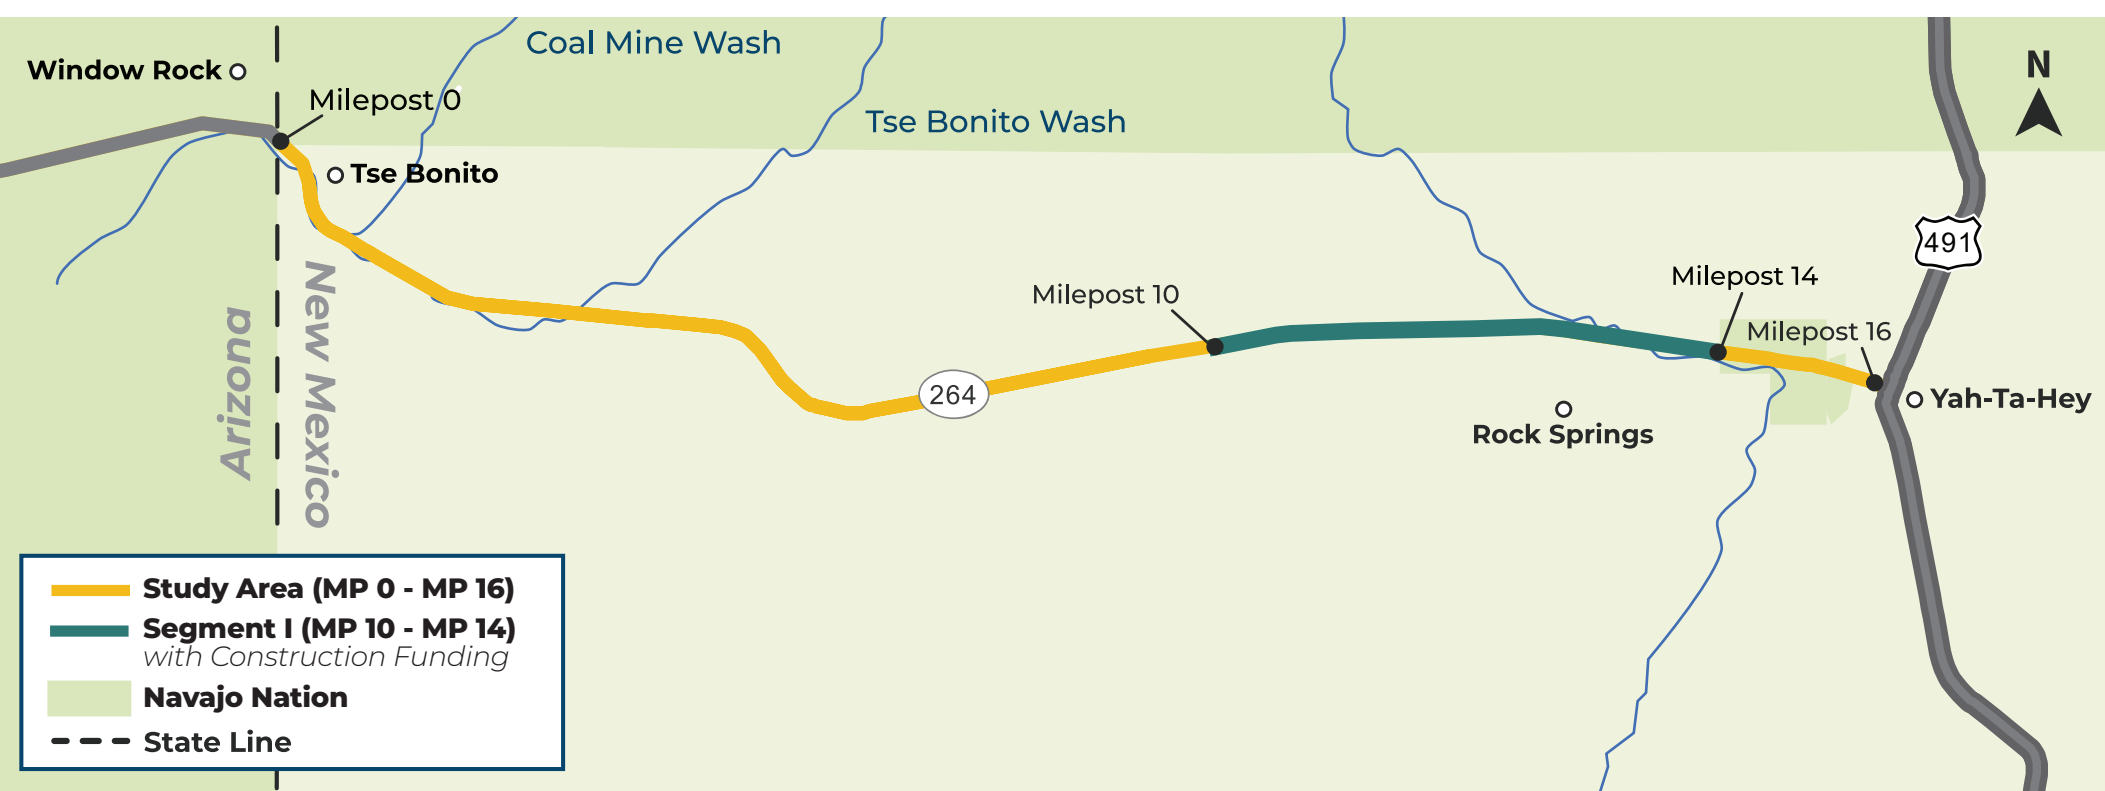 Coal Mine Wash
N
Window Rock
Milepost 0
Tse Bonito Wash
Tse Bonito
491
Milepost 14
Milepost 10
Milepost 16
Arizona
New Mexico
264
Yah-Ta-Hey
Rock Springs
Study Area (MP 0 - MP 16)
Segment I (MP 10 - MP 14)
with Construction Funding
Navajo Nation
State Line